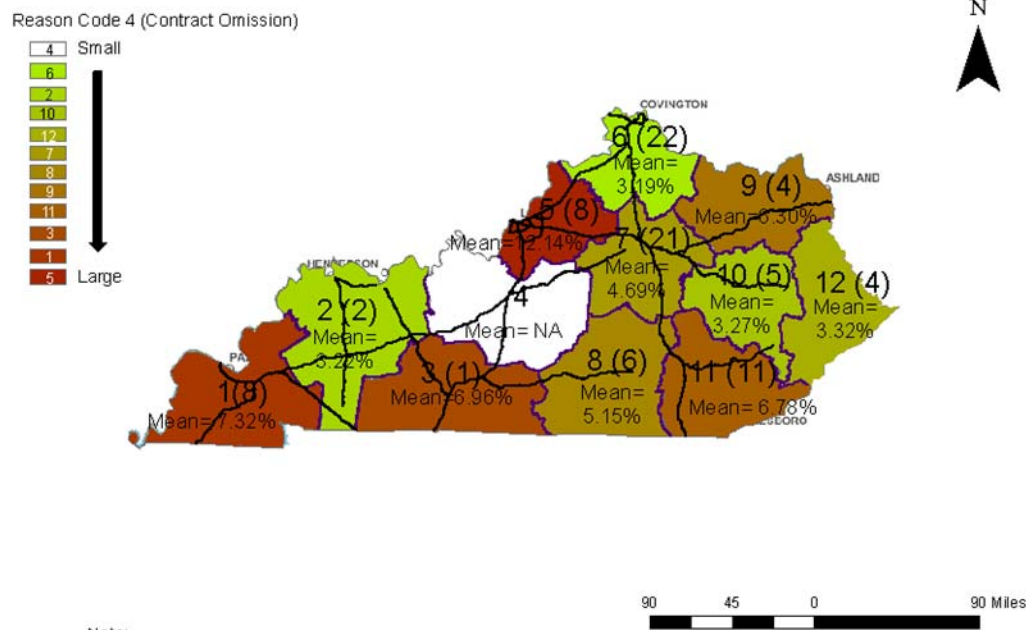 N
Reason Code 4 (Contract Omission)
4 Small
6
2
10
12
7
8
9
11
3
1
5 Large
COVINGTON
6 (22)
Mean=
3.19%
ASHLAND
9 (4)
Mean=6.30%
5 (8)
Mean=12.14%
7 (21)
Mean=
4.69%
10 (5)
Mean=
3.27%
12 (4)
Mean=
3.32%
HENDERSON
2 (2)
Mean=
3.22%
4
Mean= NA
8 (6)
Mean=
5.15%
3 (1)
Mean=6.96%
11 (11)
Mean= 6.78%
1(8)
Mean= 7.32%
90 45 0 90 Miles